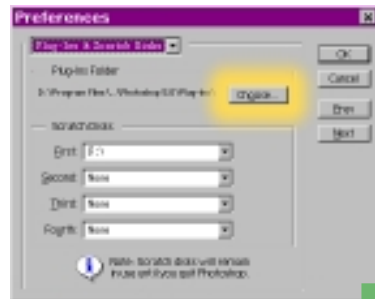 Preferences
Plug-Ins & Scratch Disks
OK
Plug-Ins Folder
Cancel
Choose...
Prev
Scratch Disks
Next
First: E:\
Second: None
Third: None
Fourth: None
Note: Scratch disks will remain
in use until you quit Photoshop.